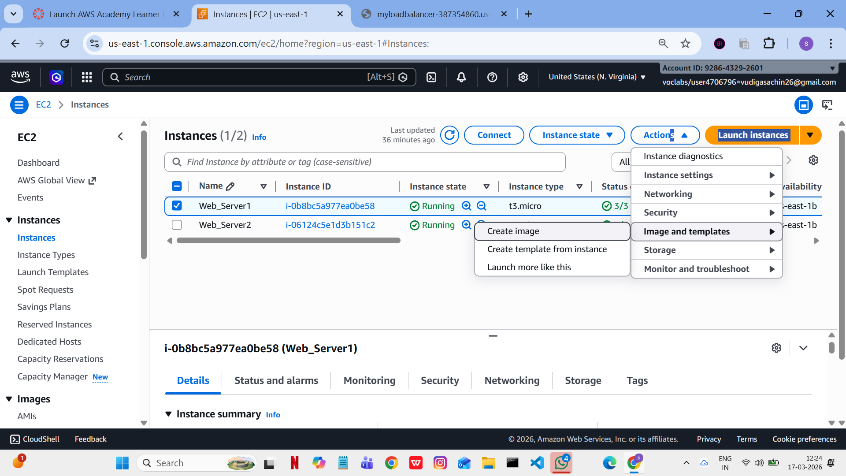 Launch AWS Academy Learner
Instances | EC2 | us-east-1
myloadbalancer-387354860.us-
us-east-1.console.aws.amazon.com/ec2/home?region=us-east-1#Instances:
aws
Search
[Alt+S]
United States (N. Virginia)
Account ID: 9286-4329-2601
voclabs/user4706796=vudigasachin26@gmail.com
EC2
Instances
EC2
Dashboard
AWS Global View
Events
Instances
Instances
Instance Types
Launch Templates
Spot Requests
Savings Plans
Reserved Instances
Dedicated Hosts
Capacity Reservations
Capacity Manager New
Images
AMIs
Instances (1/2) Info
Last updated
36 minutes ago
Connect
Instance state
Actions
Launch instances
Find Instance by attribute or tag (case-sensitive)
All
Name
Instance ID
Instance state
Instance type
Status
vailability
Web_Server1
i-0b8bc5a977ea0be58
Running
t3.micro
3/3
s-east-1b
Web_Server2
i-06124c5e1d3b151c2
Running
s-east-1b
Instance diagnostics
Instance settings
Networking
Security
Image and templates
Storage
Monitor and troubleshoot
Create image
Create template from instance
Launch more like this
i-0b8bc5a977ea0be58 (Web_Server1)
Details
Status and alarms
Monitoring
Security
Networking
Storage
Tags
Instance summary Info
CloudShell
Feedback
© 2026, Amazon Web Services, Inc. or its affiliates.
Privacy
Terms
Cookie preferences
Search
ENG
IN
12:24
17-03-2026